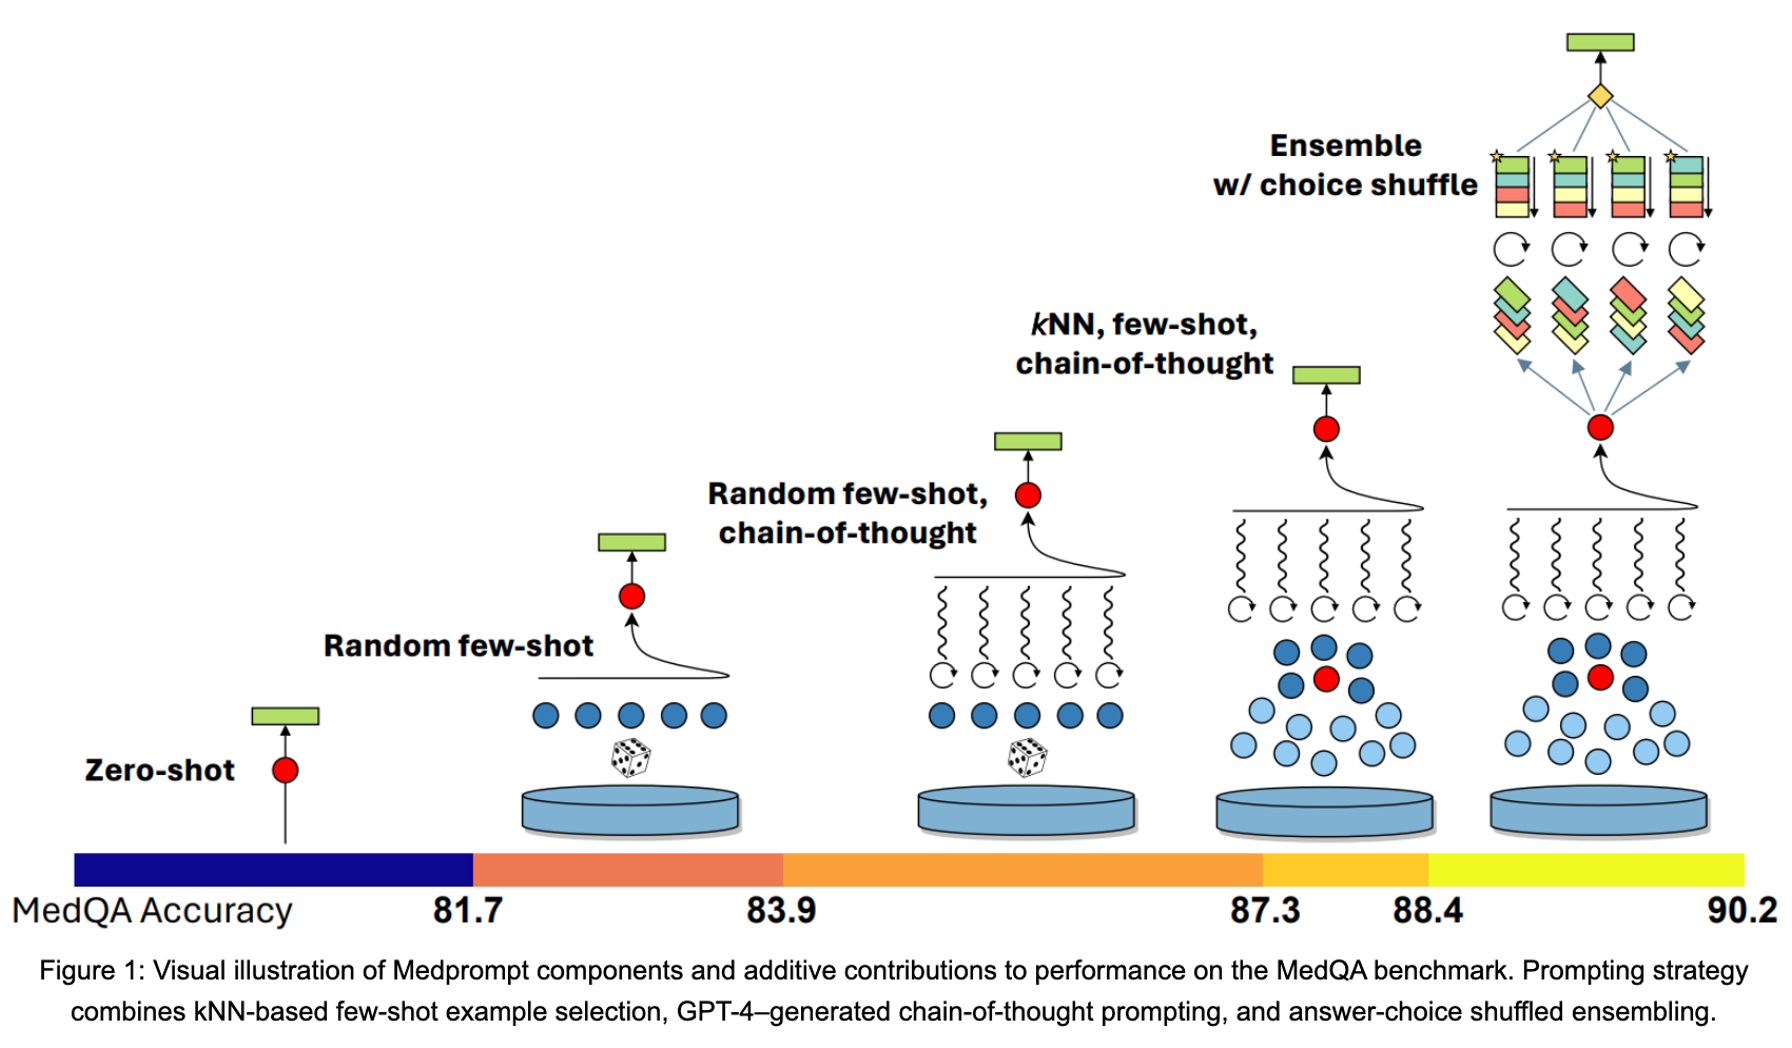 Ensemble
w/ choice shuffle
kNN, few-shot,
chain-of-thought
Random few-shot,
chain-of-thought
Random few-shot
Zero-shot
MedQA Accuracy 81.7 83.9 87.3 88.4 90.2
Figure 1: Visual illustration of Medprompt components and additive contributions to performance on the MedQA benchmark. Prompting strategy
combines kNN-based few-shot example selection, GPT-4–generated chain-of-thought prompting, and answer-choice shuffled ensembling.